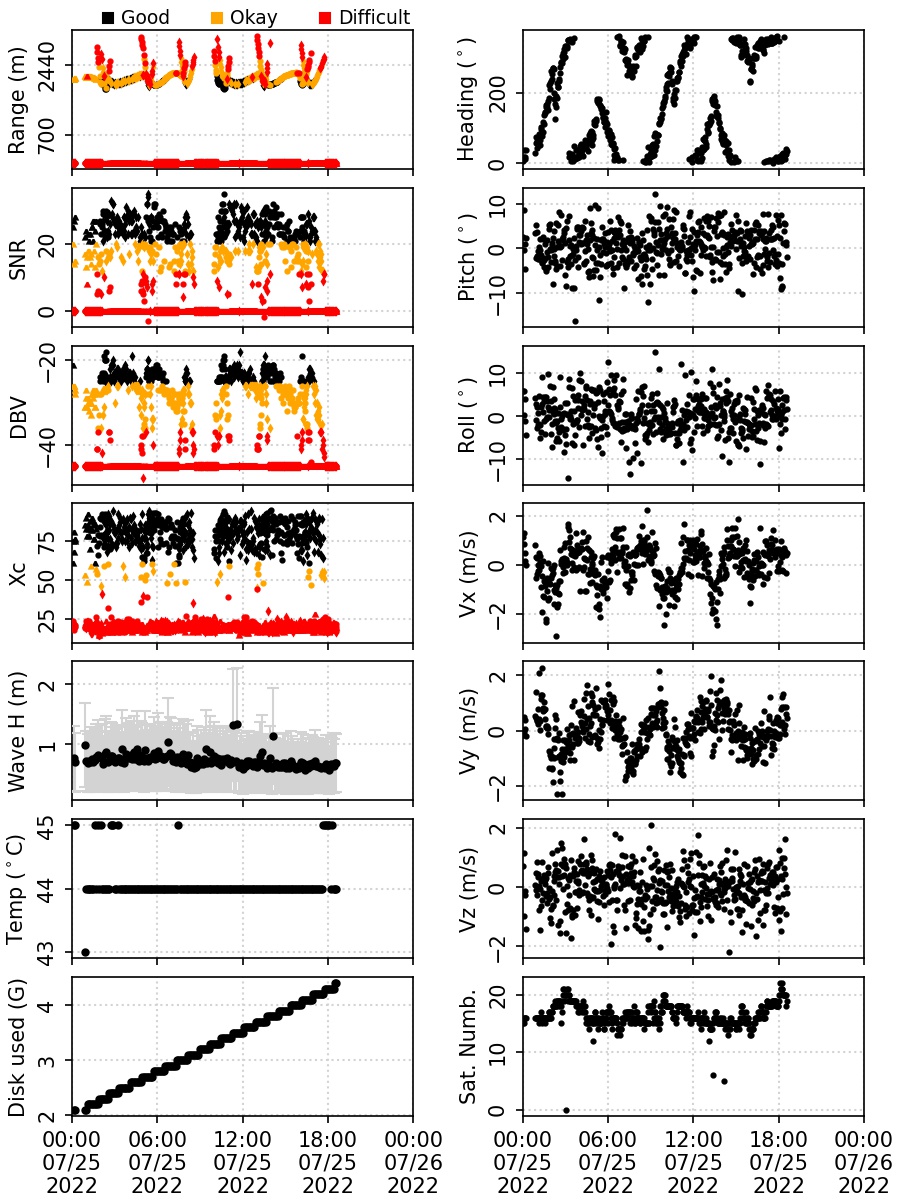 Good Okay Difficult
Range (m)
2440
700
Heading (°)
200
0
SNR
20
0
Pitch (°)
10
0
−10
DBV
−20
−40
Roll (°)
10
0
−10
Xc
75
50
25
Vx (m/s)
2
0
−2
Wave H (m)
2
1
Vy (m/s)
2
0
−2
Temp (°C)
45
44
43
Vz (m/s)
2
0
−2
Disk used (G)
4
3
2
Sat. Numb.
20
10
0
00:00 06:00 12:00 18:00 00:00
07/25 07/25 07/25 07/25 07/26
2022 2022 2022 2022 2022
00:00 06:00 12:00 18:00 00:00
07/25 07/25 07/25 07/25 07/26
2022 2022 2022 2022 2022